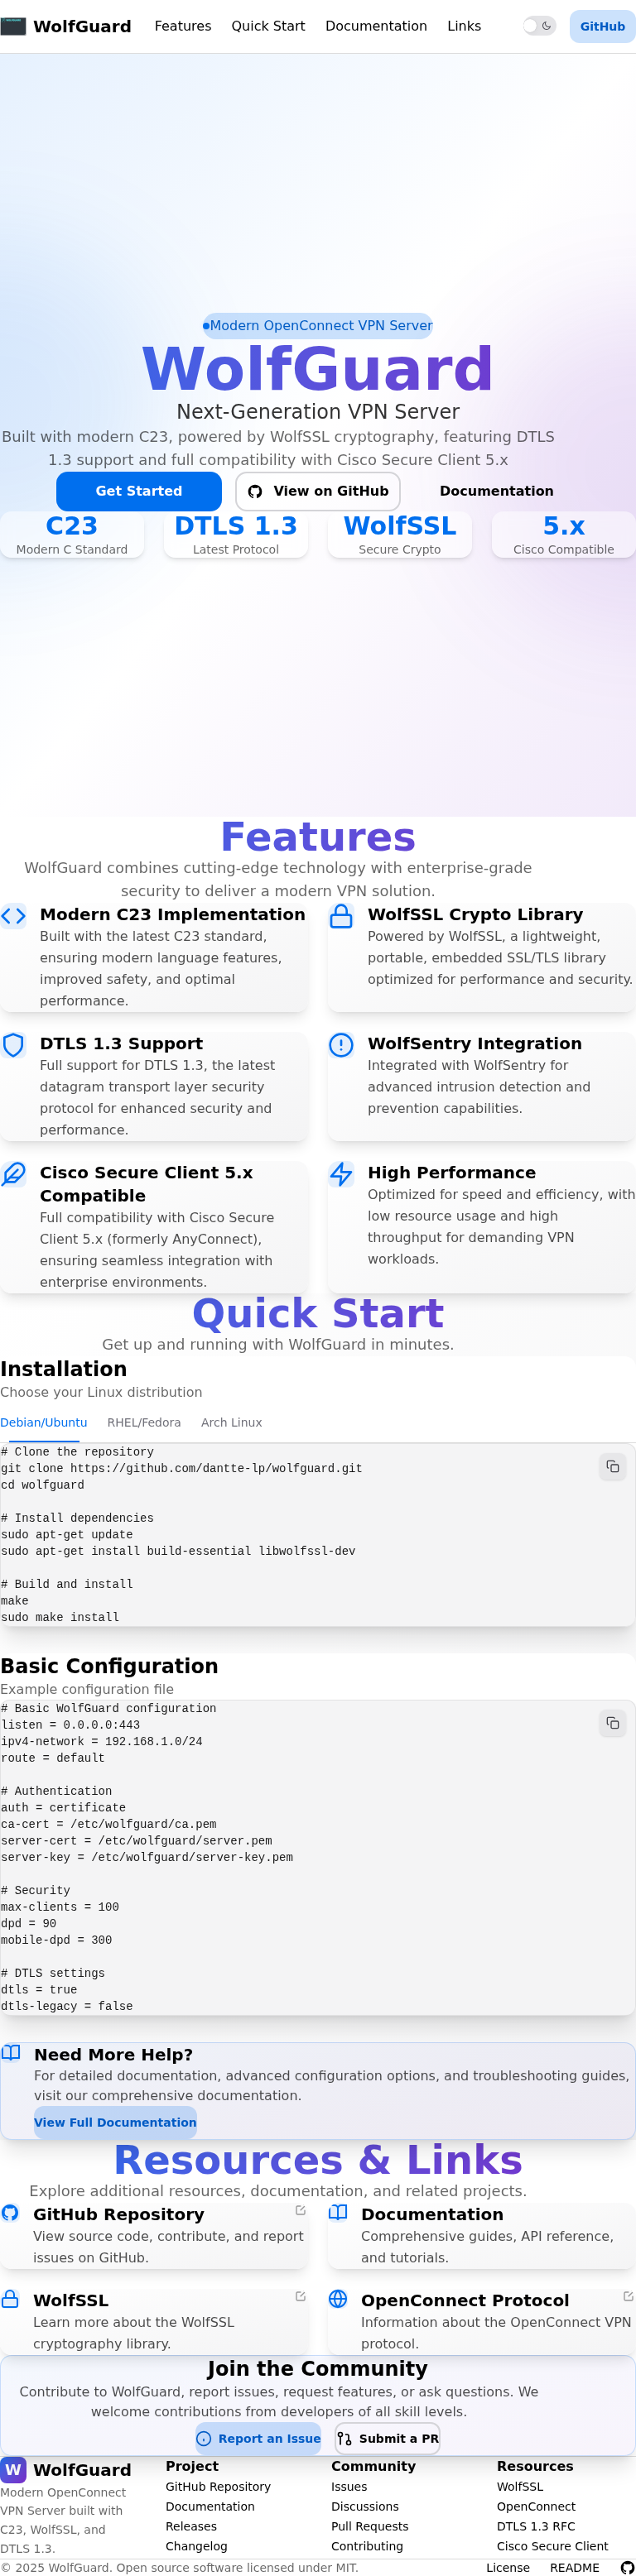 WolfGuard Features Quick Start Documentation Links GitHub
Modern OpenConnect VPN Server
WolfGuard
Next-Generation VPN Server
Built with modern C23, powered by WolfSSL cryptography, featuring DTLS
1.3 support and full compatibility with Cisco Secure Client 5.x
Get Started View on GitHub Documentation
C23 DTLS 1.3 WolfSSL 5.x
Modern C Standard Latest Protocol Secure Crypto Cisco Compatible
Features
WolfGuard combines cutting-edge technology with enterprise-grade
security to deliver a modern VPN solution.
Modern C23 Implementation
Built with the latest C23 standard,
ensuring modern language features,
improved safety, and optimal
performance.
WolfSSL Crypto Library
Powered by WolfSSL, a lightweight,
portable, embedded SSL/TLS library
optimized for performance and security.
DTLS 1.3 Support
Full support for DTLS 1.3, the latest
datagram transport layer security
protocol for enhanced security and
performance.
WolfSentry Integration
Integrated with WolfSentry for
advanced intrusion detection and
prevention capabilities.
Cisco Secure Client 5.x
Compatible
Full compatibility with Cisco Secure
Client 5.x (formerly AnyConnect),
ensuring seamless integration with
enterprise environments.
High Performance
Optimized for speed and efficiency, with
low resource usage and high
throughput for demanding VPN
workloads.
Quick Start
Get up and running with WolfGuard in minutes.
Installation
Choose your Linux distribution
Debian/Ubuntu RHEL/Fedora Arch Linux
# Clone the repository
git clone https://github.com/dantte-lp/wolfguard.git
cd wolfguard
# Install dependencies
sudo apt-get update
sudo apt-get install build-essential libwolfssl-dev
# Build and install
make
sudo make install
Basic Configuration
Example configuration file
# Basic WolfGuard configuration
listen = 0.0.0.0:443
ipv4-network = 192.168.1.0/24
route = default
# Authentication
auth = certificate
ca-cert = /etc/wolfguard/ca.pem
server-cert = /etc/wolfguard/server.pem
server-key = /etc/wolfguard/server-key.pem
# Security
max-clients = 100
dpd = 90
mobile-dpd = 300
# DTLS settings
dtls = true
dtls-legacy = false
Need More Help?
For detailed documentation, advanced configuration options, and troubleshooting guides,
visit our comprehensive documentation.
View Full Documentation
Resources & Links
Explore additional resources, documentation, and related projects.
GitHub Repository
View source code, contribute, and report
issues on GitHub.
Documentation
Comprehensive guides, API reference,
and tutorials.
WolfSSL
Learn more about the WolfSSL
cryptography library.
OpenConnect Protocol
Information about the OpenConnect VPN
protocol.
Join the Community
Contribute to WolfGuard, report issues, request features, or ask questions. We
welcome contributions from developers of all skill levels.
Report an Issue Submit a PR
W WolfGuard
Modern OpenConnect
VPN Server built with
C23, WolfSSL, and
DTLS 1.3.
Project
GitHub Repository
Documentation
Releases
Changelog
Community
Issues
Discussions
Pull Requests
Contributing
Resources
WolfSSL
OpenConnect
DTLS 1.3 RFC
Cisco Secure Client
© 2025 WolfGuard. Open source software licensed under MIT. License README